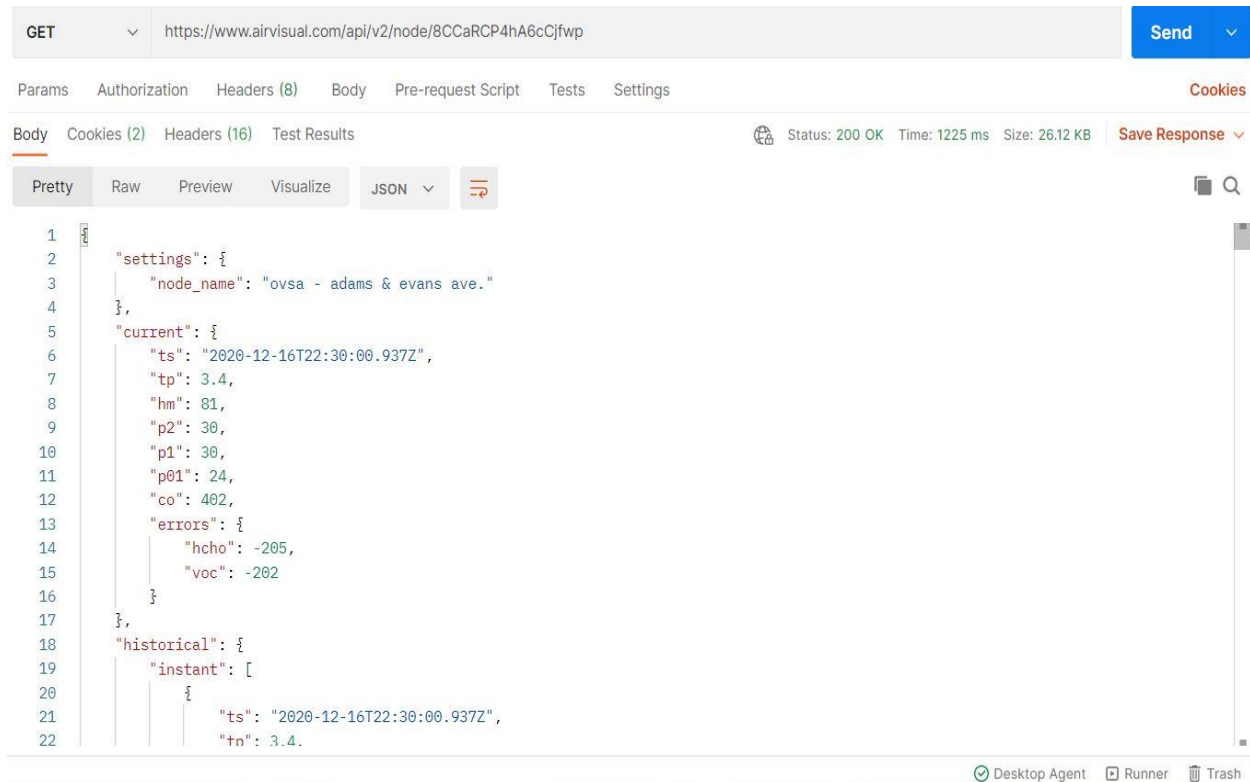 GET https://www.airvisual.com/api/v2/node/8CCaRCP4hA6cCjfwp Send
Params Authorization Headers (8) Body Pre-request Script Tests Settings Cookies
Body Cookies (2) Headers (16) Test Results Status: 200 OK Time: 1225 ms Size: 26.12 KB Save Response
Pretty Raw Preview Visualize JSON
1 {
2 "settings": {
3 "node_name": "ovsa - adams & evans ave."
4 },
5 "current": {
6 "ts": "2020-12-16T22:30:00.937Z",
7 "tp": 3.4,
8 "hm": 81,
9 "p2": 30,
10 "p1": 30,
11 "p01": 24,
12 "co": 402,
13 "errors": {
14 "hcho": -205,
15 "voc": -202
16 }
17 },
18 "historical": {
19 "instant": [
20 {
21 "ts": "2020-12-16T22:30:00.937Z",
22 "tp": 3.4,
Desktop Agent Runner Trash